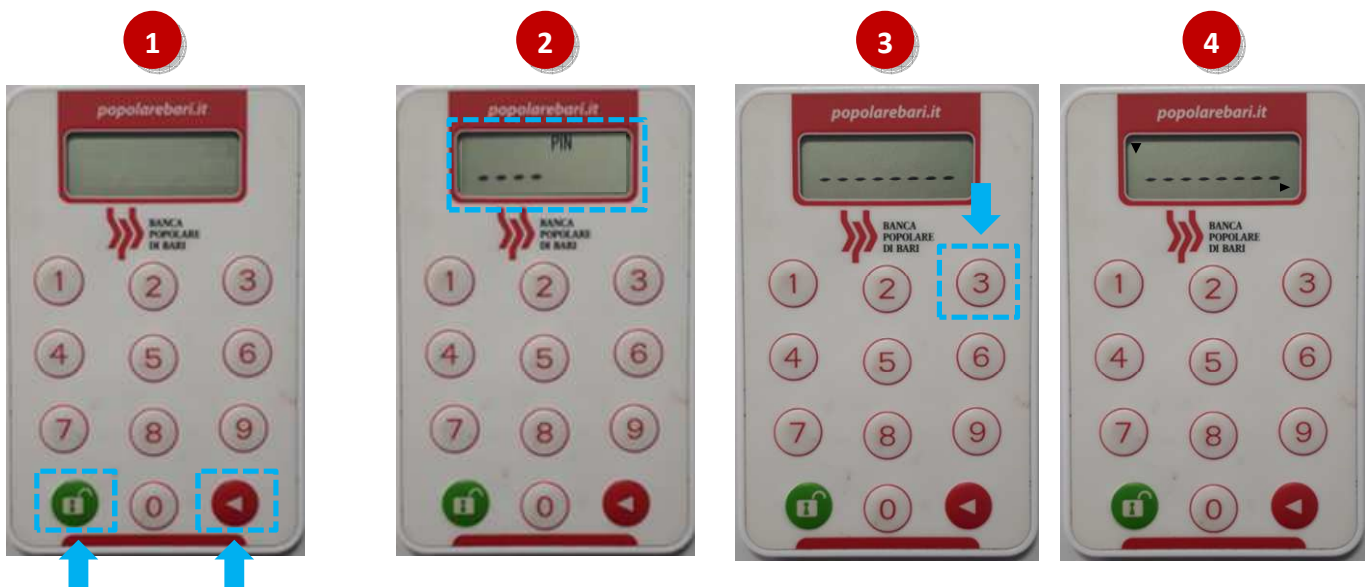 1
2
3
4
popolarebari.it
BANCA
POPOLARE
DI BARI
1 2 3
4 5 6
7 8 9
0
popolarebari.it
PIN
----
BANCA
POPOLARE
DI BARI
1 2 3
4 5 6
7 8 9
0
popolarebari.it
---------
BANCA
POPOLARE
DI BARI
1 2 3
4 5 6
7 8 9
0
popolarebari.it
---------
BANCA
POPOLARE
DI BARI
1 2 3
4 5 6
7 8 9
0